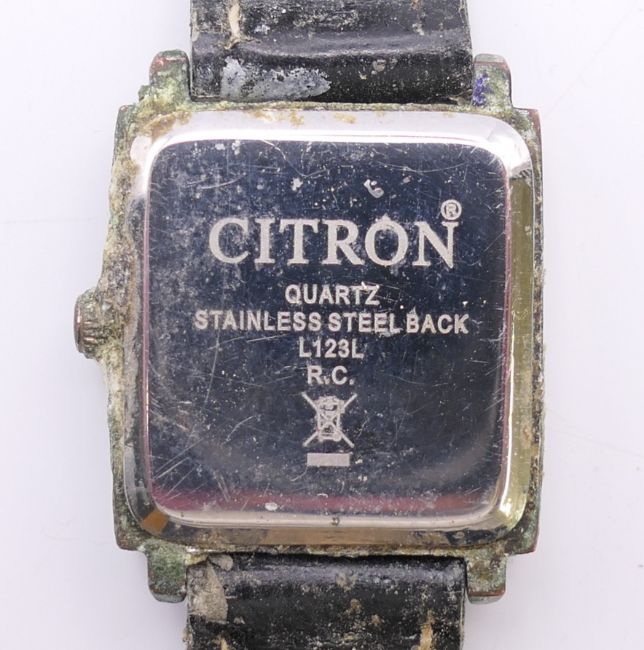 CITRON®
QUARTZ
STAINLESS STEEL BACK
L123L
R.C.